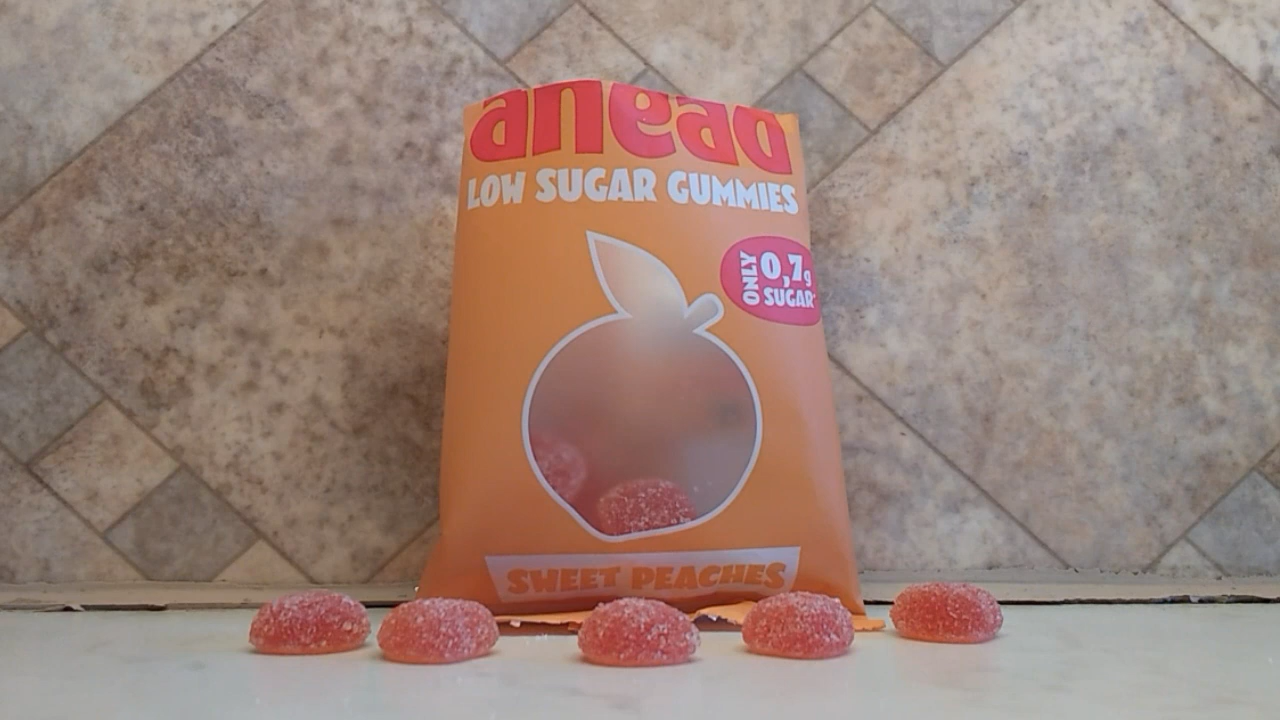 ahead
LOW SUGAR GUMMIES
ONLY 0,7g
SUGAR*
SWEET PEACHES